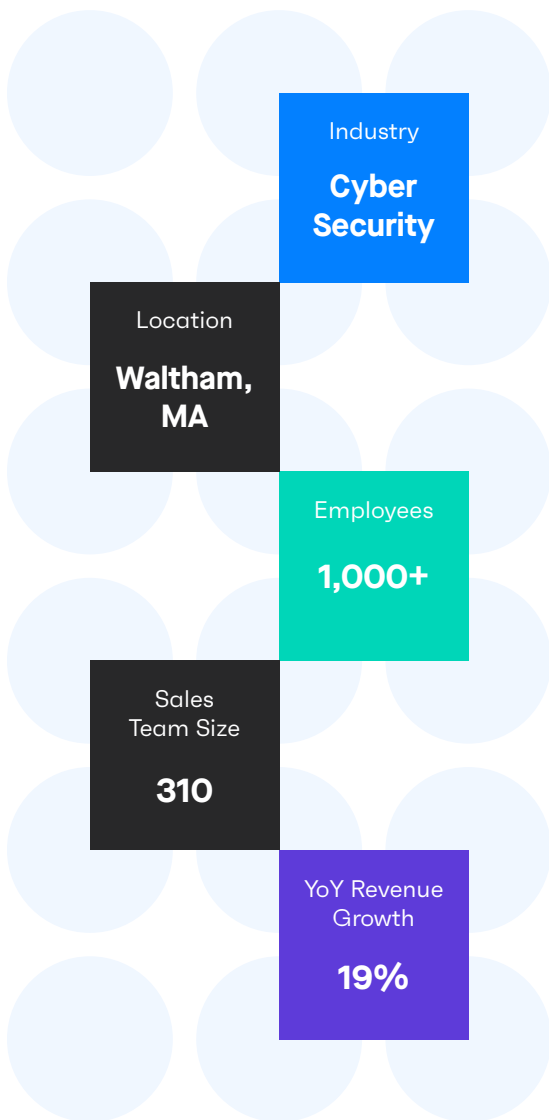 Industry
Cyber
Security
Location
Waltham,
MA
Employees
1,000+
Sales
Team Size
310
YoY Revenue
Growth
19%